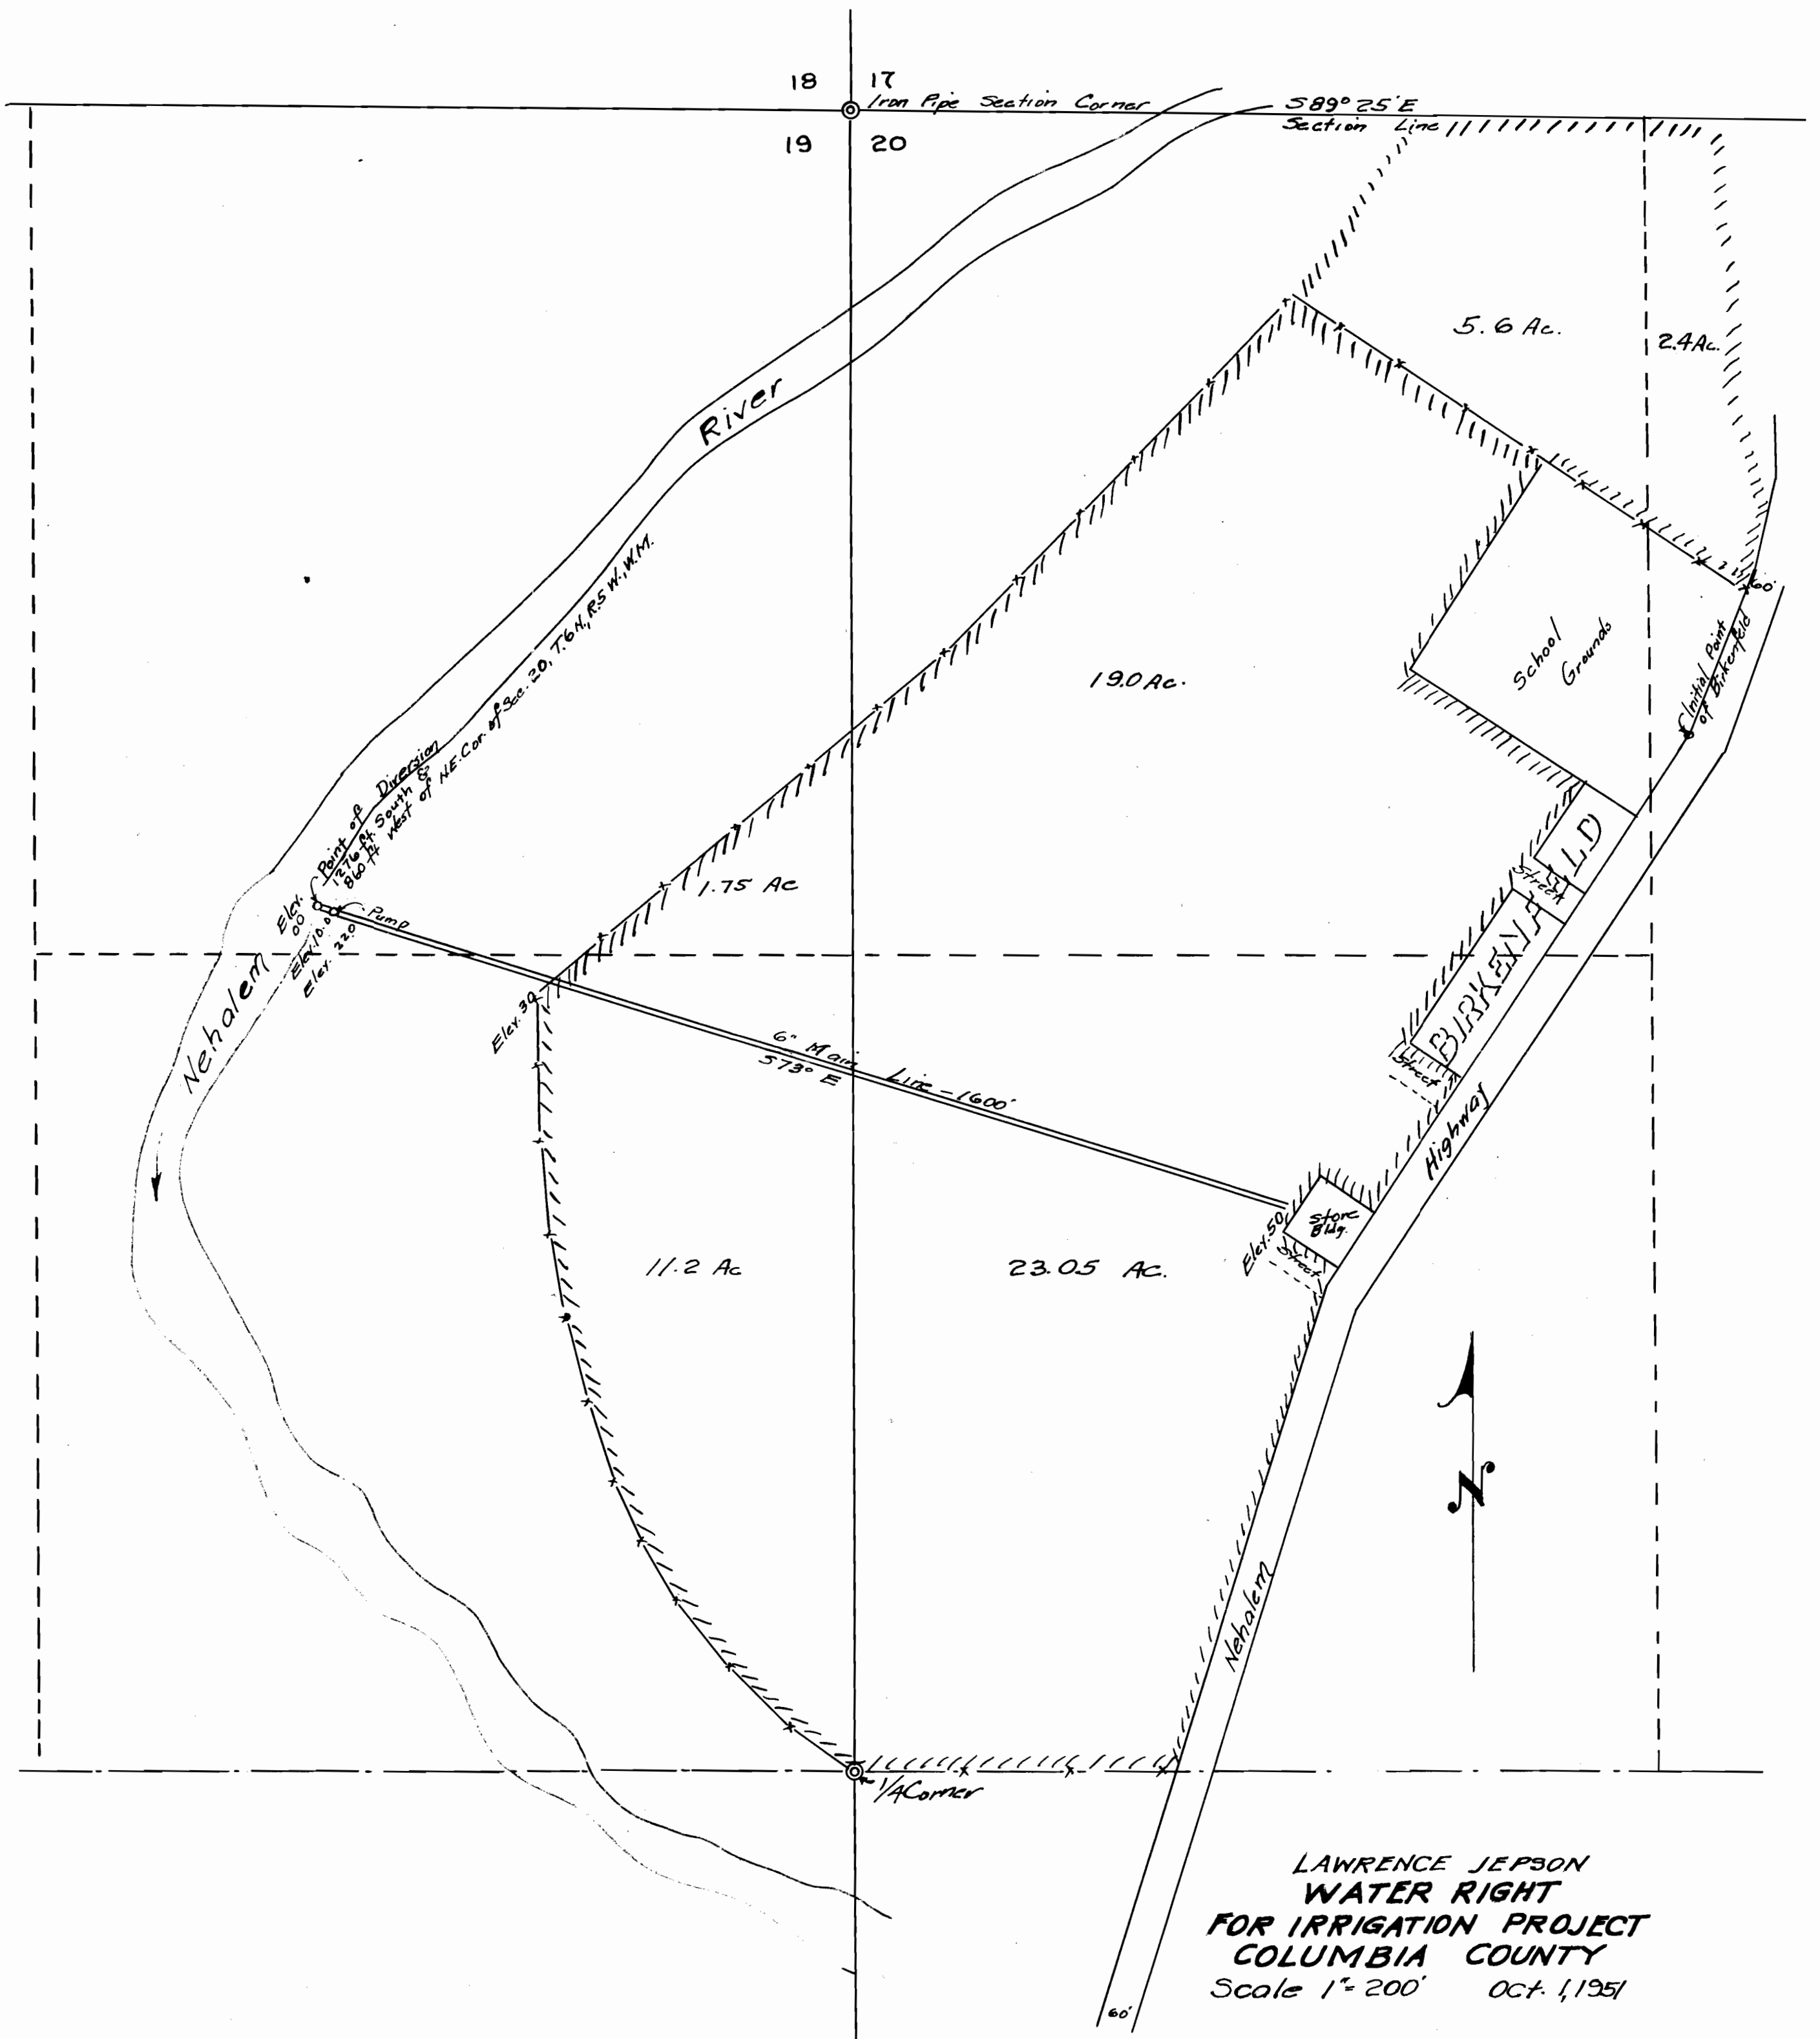 18 17
Iron Pipe Section Corner
S89° 25' E
Section Line
19 20
5.6 Ac.
2.4 Ac.
River
60'
Initial Point
of Birkenfeld
School
Grounds
19.0 Ac.
Point of Diversion
1276 ft. South &
860 ft. West of N.E. Cor. of Sec. 20, T.6N., R.5W., W.M.
1.75 Ac
Pump
Elev.
00
Elev. 10.0
Elev. 22.0
Nehalem
Elev. 30
6" Main Line - 1600'
S73° E
BIRKENFELD
Street
Street
Highway
Store
Bldg.
Elev. 50
Street
11.2 Ac
23.05 AC.
N
Nehalem
1/4 Corner
LAWRENCE JEPSON
WATER RIGHT
FOR IRRIGATION PROJECT
COLUMBIA COUNTY
Scale 1"= 200' Oct. 1, 1951
60'